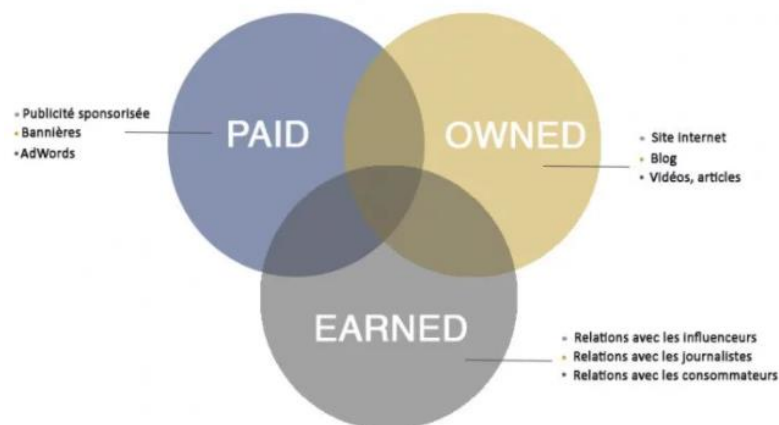 PAID
• Publicité sponsorisée
• Bannières
• AdWords
OWNED
• Site Internet
• Blog
• Vidéos, articles
EARNED
• Relations avec les influenceurs
• Relations avec les journalistes
• Relations avec les consommateurs